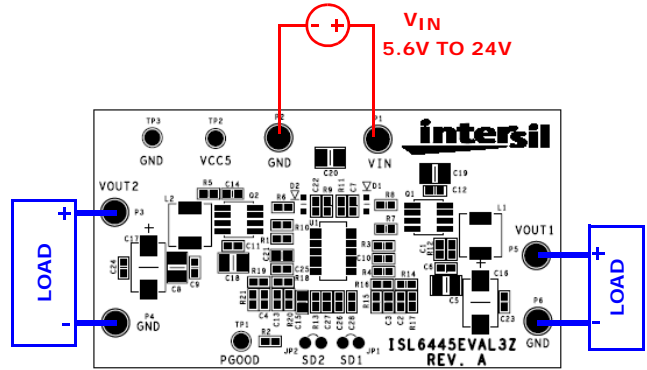 VIN
5.6V TO 24V
- +
P2
P1
intersil
TP3
TP2
GND
VCC5
GND
VIN
C20
C19
VOUT2
L2
R5 C14
Q2
D2
C22
R9
R11
C7
D1
R8
Q1
C12
+
P3
R6
L1
VOUT1
LOAD
C17
+
R10
U1
R7
P5
+
R1
C11
R3
C1
R12
C24
C21
C10
C6
LOAD
C8
C9
C18
C25
R4
C5
+
C16
R19
R18
R16
R14
P4
GND
-
R21
C4
C13
R20
C15
R13
C27
C26
C28
R15
C3
C2
R17
C23
P6
GND
-
TP1
R2
JP2
JP1
PGOOD
SD2
SD1
ISL6445EVAL3Z
REV. A